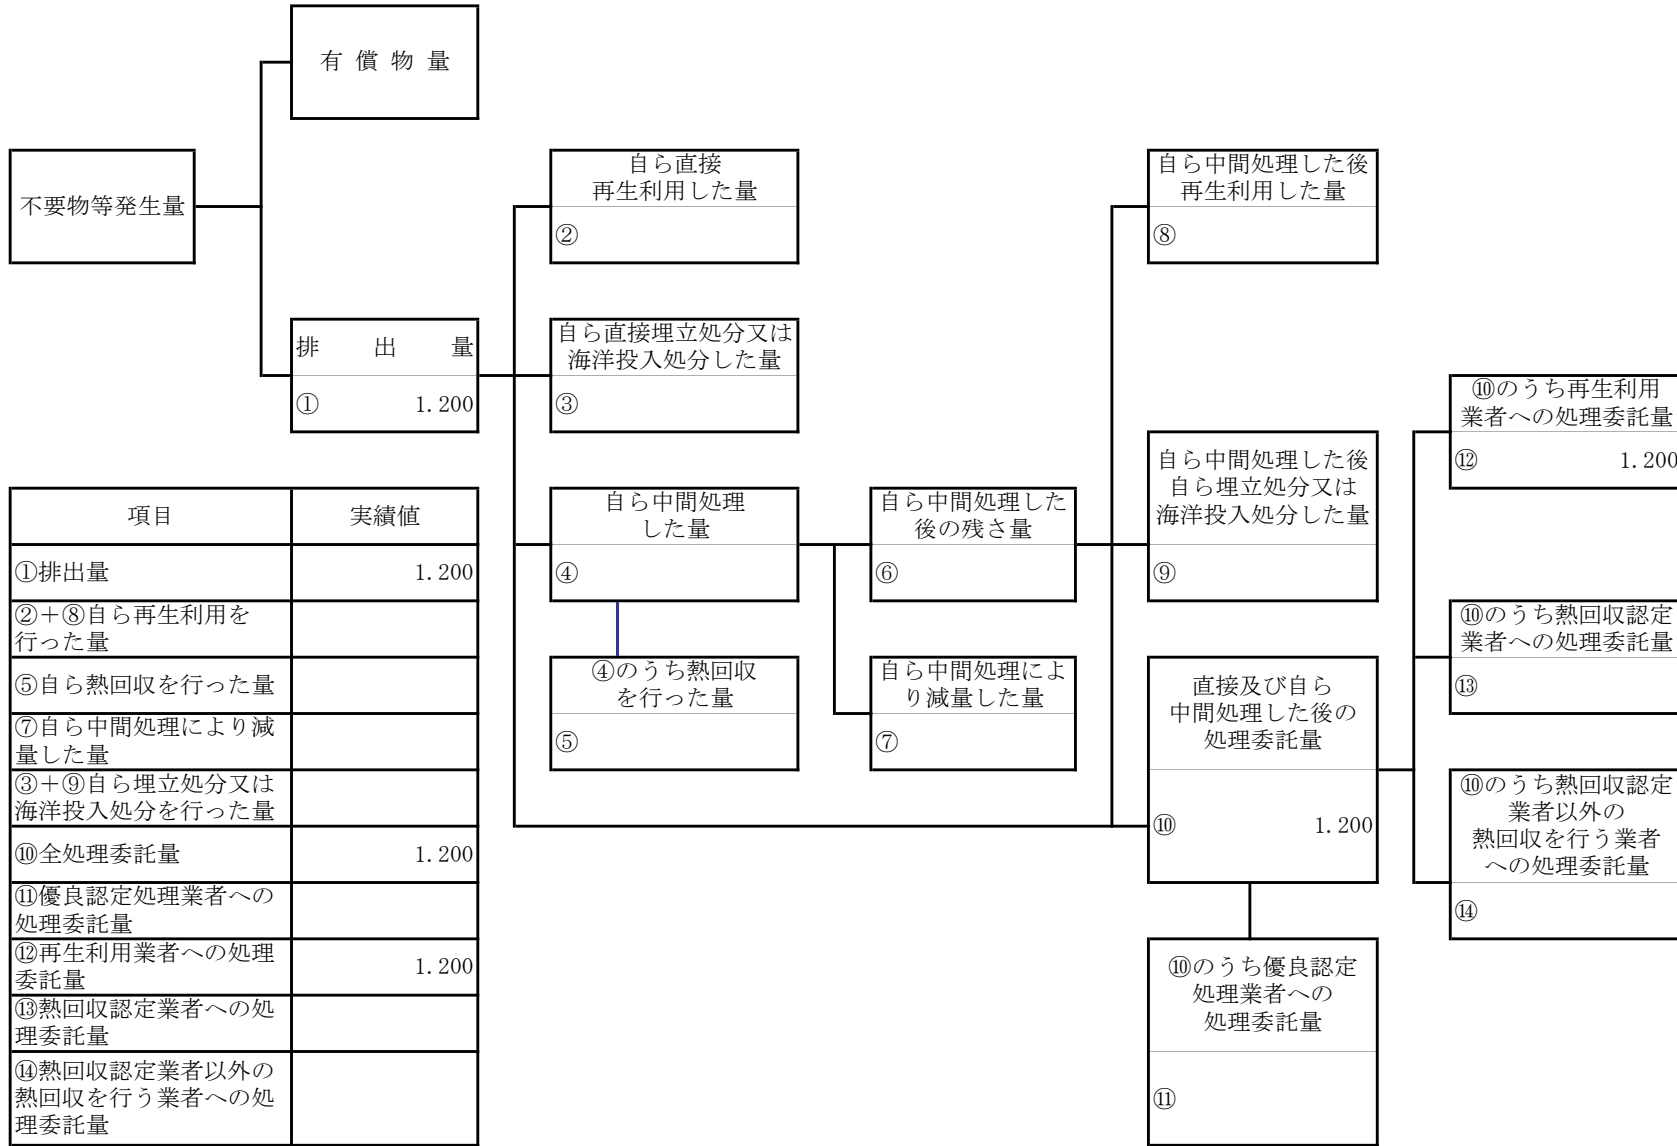 有償物量
不要物等発生量
自ら直接
再生利用した量
②
自ら中間処理した後
再生利用した量
⑧
排出量
① 1.200
自ら直接埋立処分又は
海洋投入処分した量
③
⑩のうち再生利用
業者への処理委託量
⑫ 1.200
自ら中間処理
した量
④
自ら中間処理した
後の残さ量
⑥
自ら中間処理した後
自ら埋立処分又は
海洋投入処分した量
⑨
④のうち熱回収
を行った量
⑤
自ら中間処理によ
り減量した量
⑦
直接及び自ら
中間処理した後の
処理委託量
⑩ 1.200
⑩のうち熱回収認定
業者への処理委託量
⑬
⑩のうち熱回収認定
業者以外の
熱回収を行う業者
への処理委託量
⑭
⑩のうち優良認定
処理業者への
処理委託量
⑪
項目 実績値
①排出量 1.200
②+⑧自ら再生利用を
行った量
⑤自ら熱回収を行った量
⑦自ら中間処理により減
量した量
③+⑨自ら埋立処分又は
海洋投入処分を行った量
⑩全処理委託量 1.200
⑪優良認定処理業者への
処理委託量
⑫再生利用業者への処理
委託量 1.200
⑬熱回収認定業者への処
理委託量
⑭熱回収認定業者以外の
熱回収を行う業者への処
理委託量